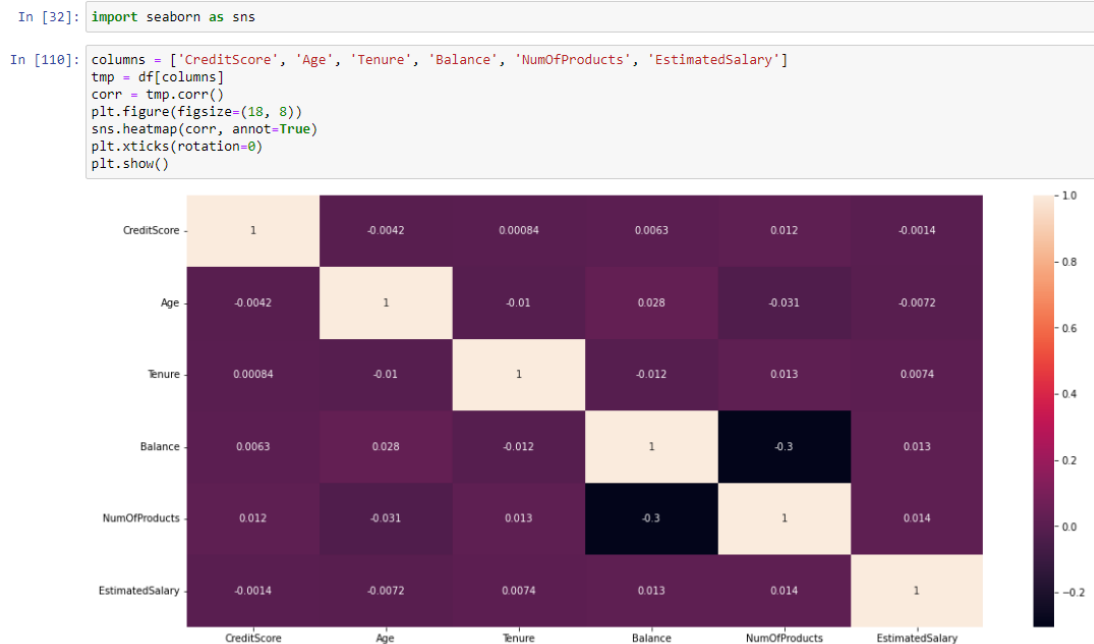 In [32]: import seaborn as sns
In [110]: columns = ['CreditScore', 'Age', 'Tenure', 'Balance', 'NumOfProducts', 'EstimatedSalary']
tmp = df[columns]
corr = tmp.corr()
plt.figure(figsize=(18, 8))
sns.heatmap(corr, annot=True)
plt.xticks(rotation=0)
plt.show()
CreditScore 1 -0.0042 0.00084 0.0063 0.012 -0.0014
Age -0.0042 1 -0.01 0.028 -0.031 -0.0072
Tenure 0.00084 -0.01 1 -0.012 0.013 0.0074
Balance 0.0063 0.028 -0.012 1 -0.3 0.013
NumOfProducts 0.012 -0.031 0.013 -0.3 1 0.014
EstimatedSalary -0.0014 -0.0072 0.0074 0.013 0.014 1
CreditScore Age Tenure Balance NumOfProducts EstimatedSalary
1.0
0.8
0.6
0.4
0.2
0.0
-0.2